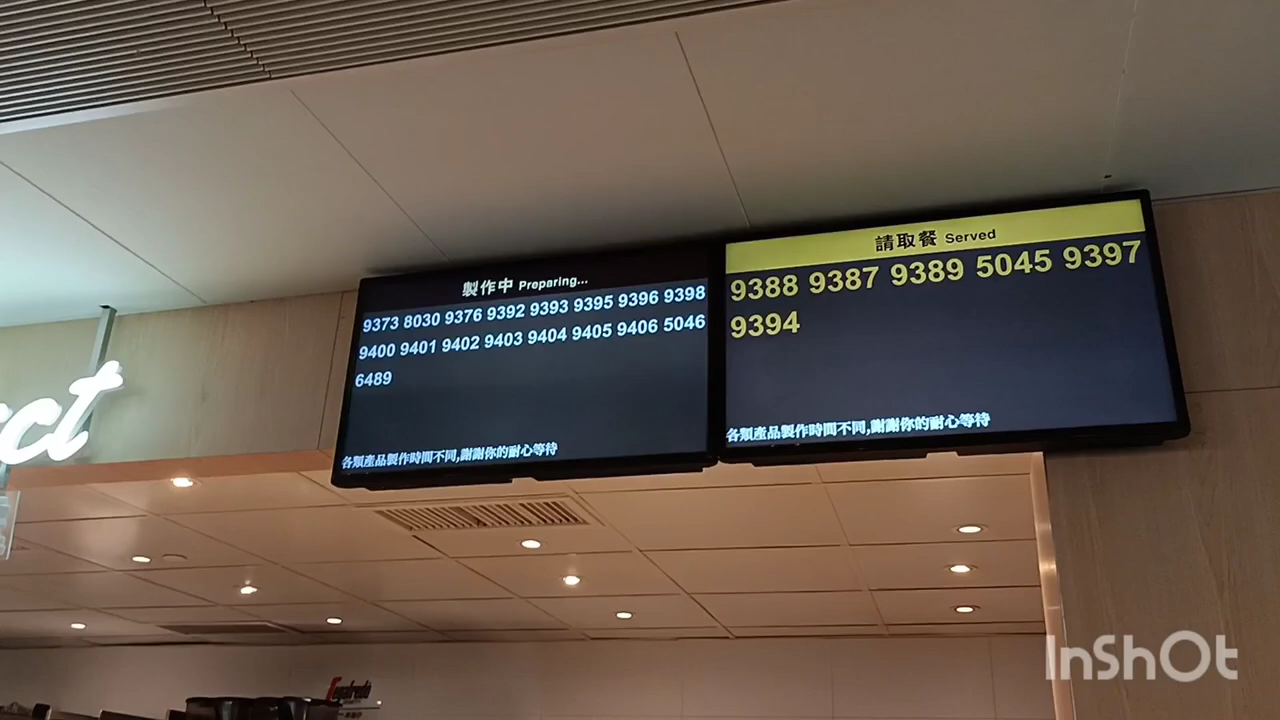 製作中 Preparing...
9373 8030 9376 9392 9393 9395 9396 9398
9400 9401 9402 9403 9404 9405 9406 5046
6489
各類產品製作時間不同,謝謝你的耐心等待
請取餐 Served
9388 9387 9389 5045 9397
9394
各類產品製作時間不同,謝謝你的耐心等待
ct
Segafredo
InShOt